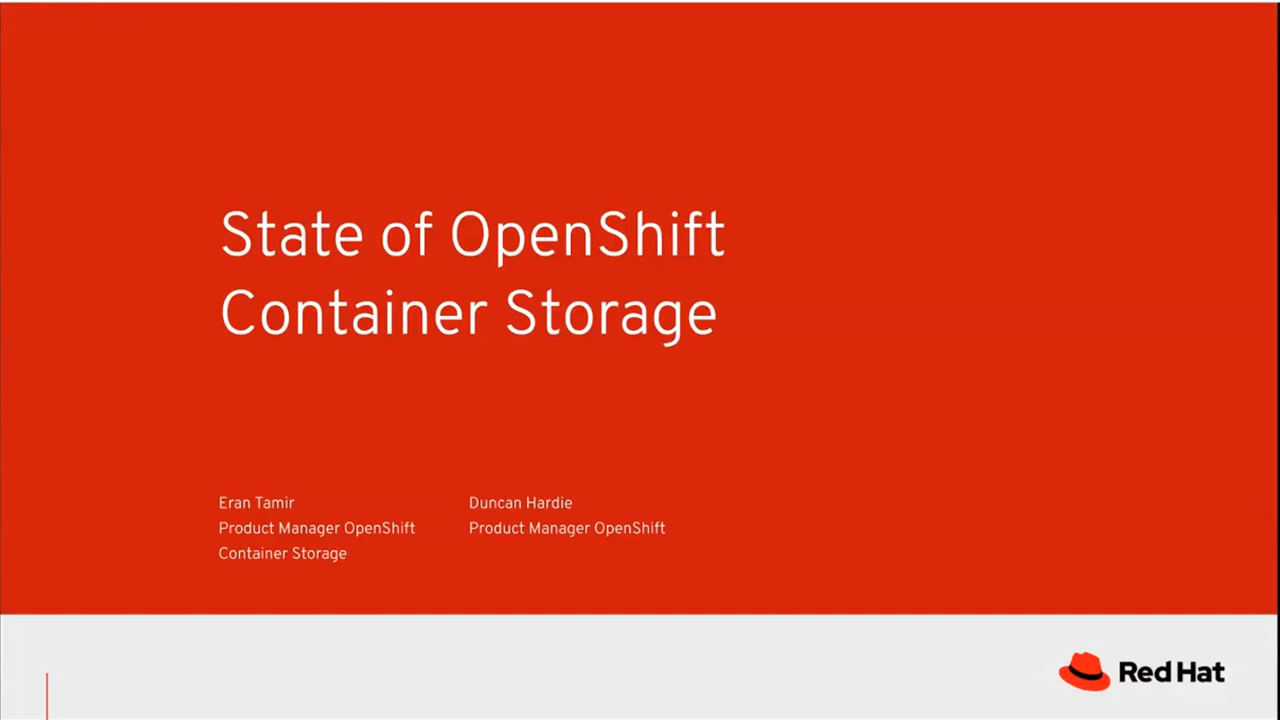 State of OpenShift
Container Storage
Eran Tamir
Product Manager OpenShift
Container Storage
Duncan Hardie
Product Manager OpenShift
Red Hat